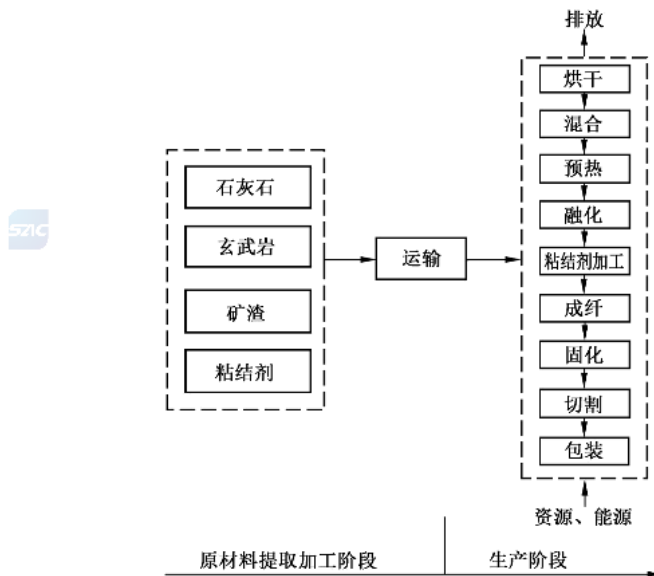 排放
烘干
混合
预热
融化
粘结剂加工
成纤
固化
切割
包装
石灰石
玄武岩
矿渣
粘结剂
运输
资源、能源
原材料提取加工阶段
生产阶段
SZIC